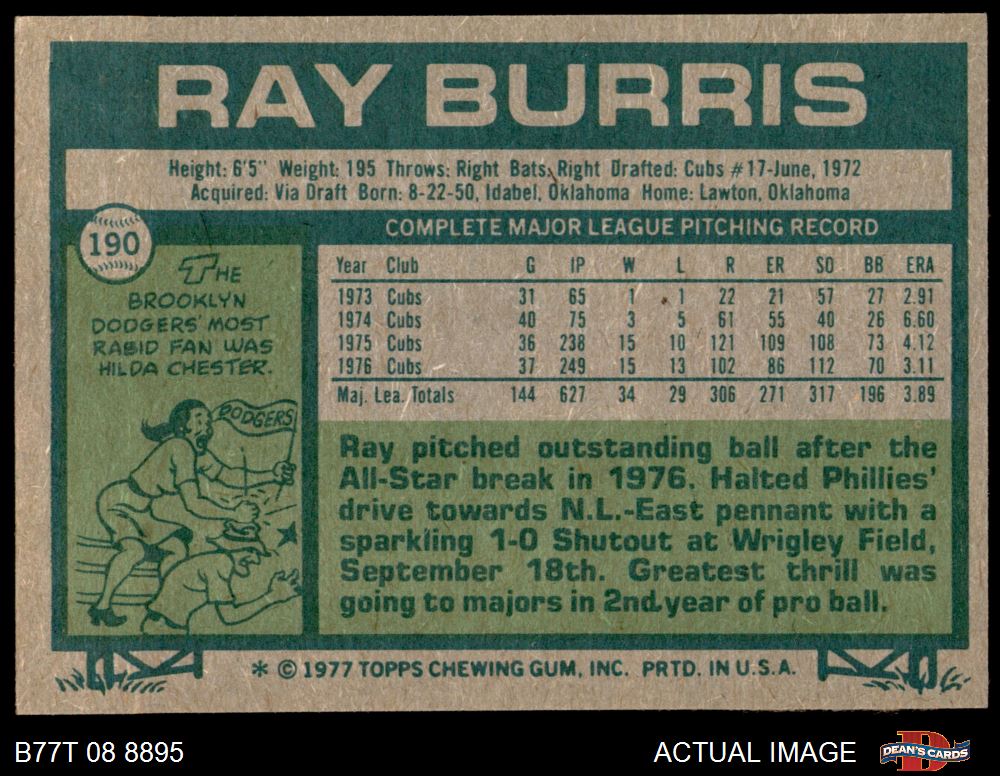 RAY BURRIS
Height: 6'5" Weight: 195 Throws: Right Bats: Right Drafted: Cubs #17-June, 1972
Acquired: Via Draft Born: 8-22-50, Idabel, Oklahoma Home: Lawton, Oklahoma
190
THE
BROOKLYN
DODGERS' MOST
RABID FAN WAS
HILDA CHESTER.
DODGERS
COMPLETE MAJOR LEAGUE PITCHING RECORD
Year Club G IP W L R ER SO BB ERA
1973 Cubs 31 65 1 1 22 21 57 27 2.91
1974 Cubs 40 75 3 5 61 55 40 26 6.60
1975 Cubs 36 238 15 10 121 109 108 73 4.12
1976 Cubs 37 249 15 13 102 86 112 70 3.11
Maj. Lea. Totals 144 627 34 29 306 271 317 196 3.89
Ray pitched outstanding ball after the
All-Star break in 1976. Halted Phillies'
drive towards N.L.-East pennant with a
sparkling 1-0 Shutout at Wrigley Field,
September 18th. Greatest thrill was
going to majors in 2nd.year of pro ball.
* © 1977 TOPPS CHEWING GUM, INC. PRTD. IN U.S.A.
B77T 08 8895
ACTUAL IMAGE
DEAN'S CARDS